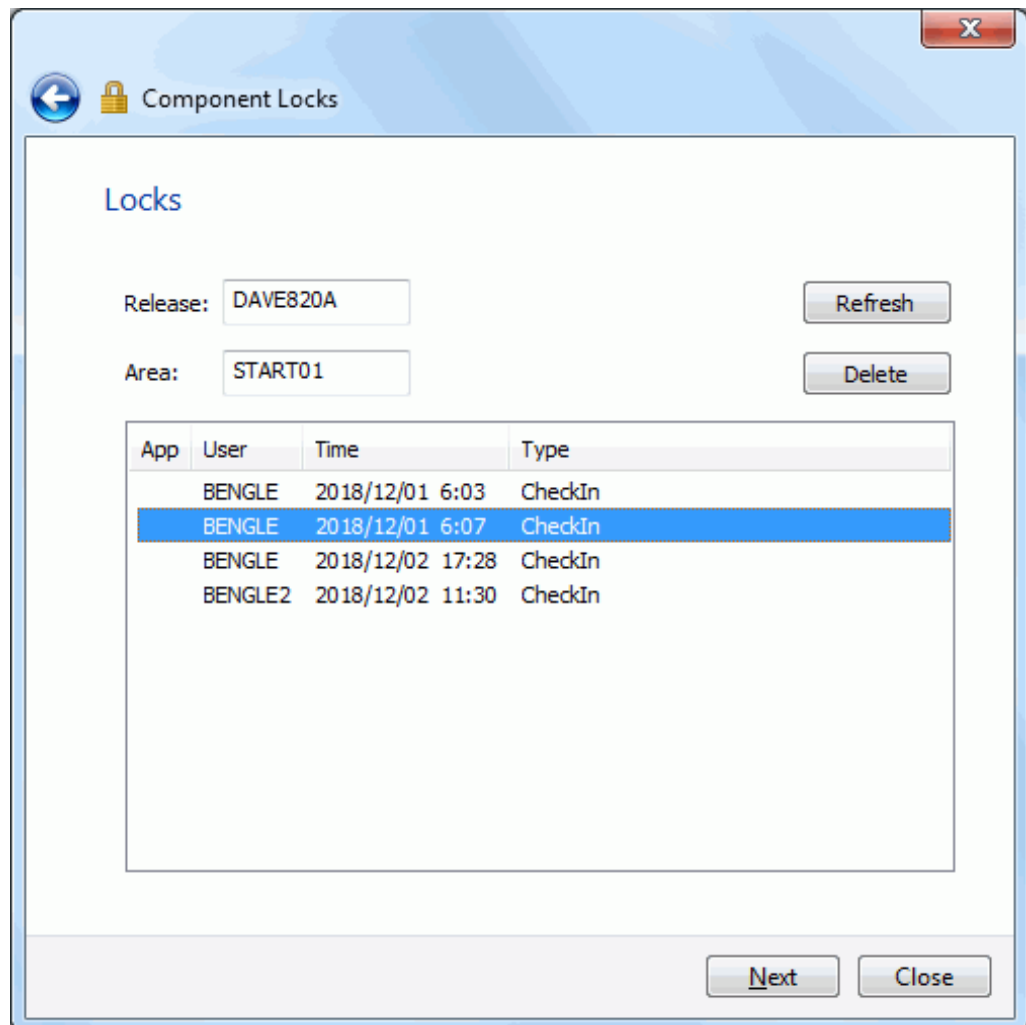 X
Component Locks
Locks
Release: DAVE820A Refresh
Area: START01 Delete
App User Time Type
BENGLE 2018/12/01 6:03 CheckIn
BENGLE 2018/12/01 6:07 CheckIn
BENGLE 2018/12/02 17:28 CheckIn
BENGLE2 2018/12/02 11:30 CheckIn
Next Close